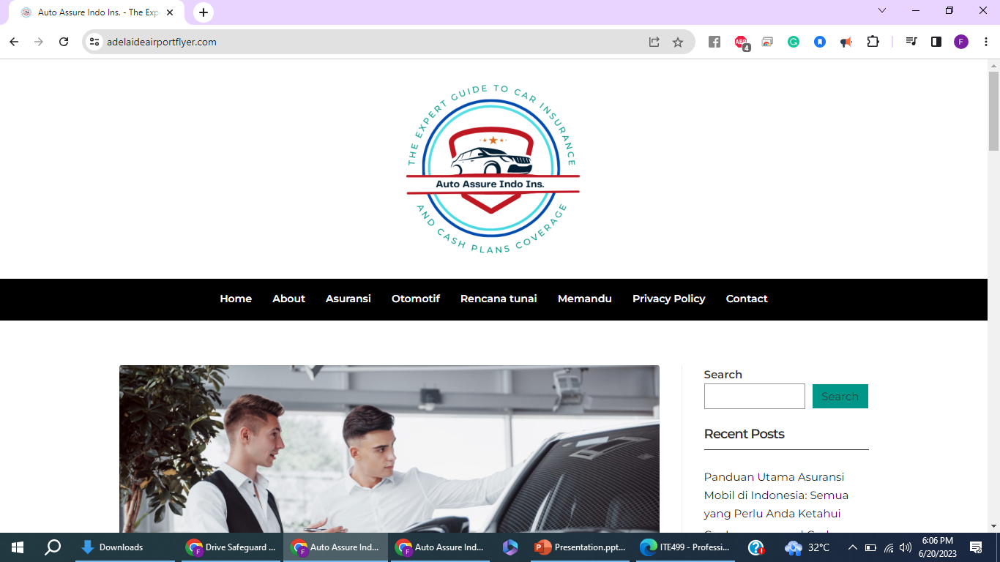 Auto Assure Indo Ins. - The Exp
adelaideairportflyer.com
ABP
4
F
THE EXPERT GUIDE TO CAR INSURANCE
Auto Assure Indo Ins.
AND CASH PLANS COVERAGE
Home About Asuransi Otomotif Rencana tunai Memandu Privacy Policy Contact
Search
Search
Recent Posts
Panduan Utama Asuransi
Mobil di Indonesia: Semua
yang Perlu Anda Ketahui
Downloads
F
Drive Safeguard ...
F
Auto Assure Ind...
F
Auto Assure Ind...
Presentation.ppt...
ITE499 - Professi...
32°C
6:06 PM
6/20/2023